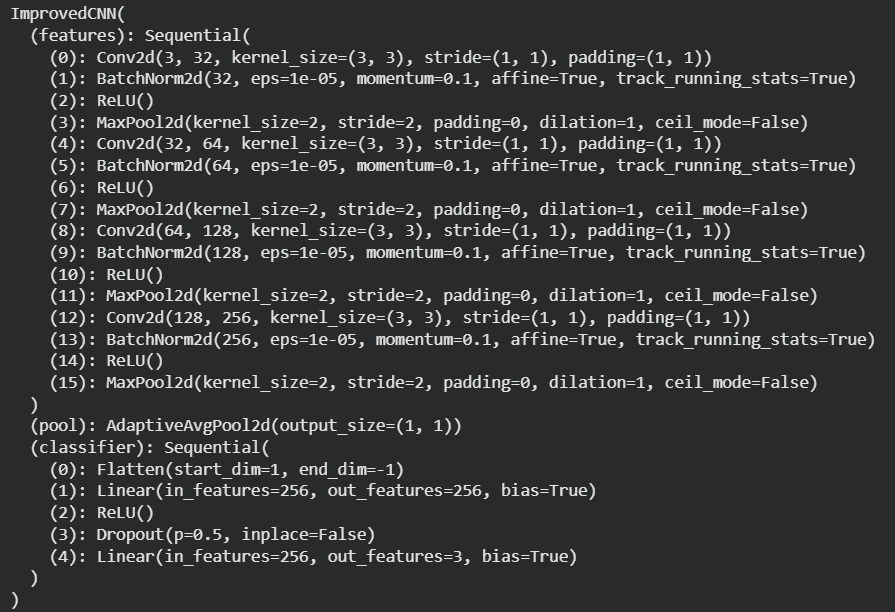 ImprovedCNN(
  (features): Sequential(
    (0): Conv2d(3, 32, kernel_size=(3, 3), stride=(1, 1), padding=(1, 1))
    (1): BatchNorm2d(32, eps=1e-05, momentum=0.1, affine=True, track_running_stats=True)
    (2): ReLU()
    (3): MaxPool2d(kernel_size=2, stride=2, padding=0, dilation=1, ceil_mode=False)
    (4): Conv2d(32, 64, kernel_size=(3, 3), stride=(1, 1), padding=(1, 1))
    (5): BatchNorm2d(64, eps=1e-05, momentum=0.1, affine=True, track_running_stats=True)
    (6): ReLU()
    (7): MaxPool2d(kernel_size=2, stride=2, padding=0, dilation=1, ceil_mode=False)
    (8): Conv2d(64, 128, kernel_size=(3, 3), stride=(1, 1), padding=(1, 1))
    (9): BatchNorm2d(128, eps=1e-05, momentum=0.1, affine=True, track_running_stats=True)
    (10): ReLU()
    (11): MaxPool2d(kernel_size=2, stride=2, padding=0, dilation=1, ceil_mode=False)
    (12): Conv2d(128, 256, kernel_size=(3, 3), stride=(1, 1), padding=(1, 1))
    (13): BatchNorm2d(256, eps=1e-05, momentum=0.1, affine=True, track_running_stats=True)
    (14): ReLU()
    (15): MaxPool2d(kernel_size=2, stride=2, padding=0, dilation=1, ceil_mode=False)
  )
  (pool): AdaptiveAvgPool2d(output_size=(1, 1))
  (classifier): Sequential(
    (0): Flatten(start_dim=1, end_dim=-1)
    (1): Linear(in_features=256, out_features=256, bias=True)
    (2): ReLU()
    (3): Dropout(p=0.5, inplace=False)
    (4): Linear(in_features=256, out_features=3, bias=True)
  )
)